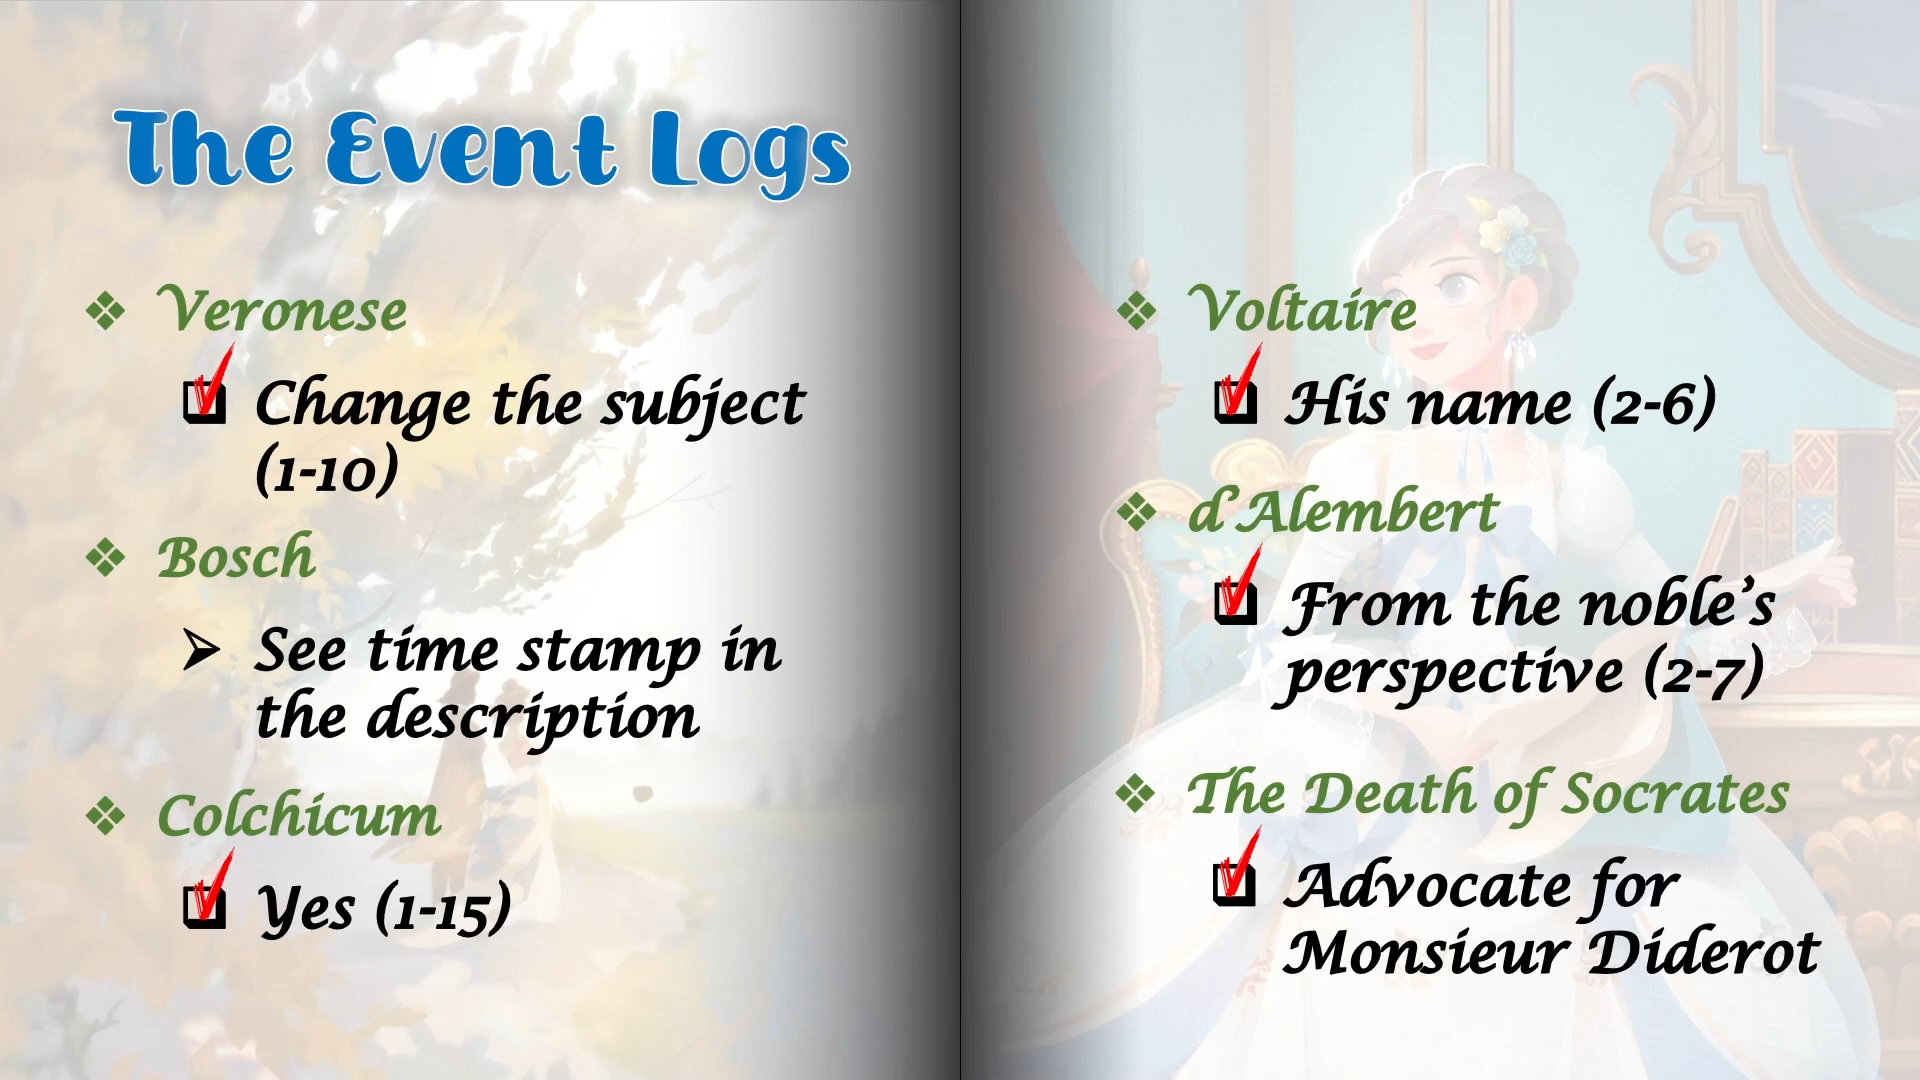 The Event Logs
Veronese
Change the subject
(1-10)
Bosch
See time stamp in
the description
Colchicum
Yes (1-15)
Voltaire
His name (2-6)
d'Alembert
From the noble’s
perspective (2-7)
The Death of Socrates
Advocate for
Monsieur Diderot